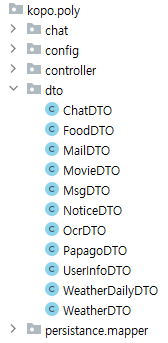 kopo.poly
chat
config
controller
dto
ChatDTO
FoodDTO
MailDTO
MovieDTO
MsgDTO
NoticeDTO
OcrDTO
PapagoDTO
UserInfoDTO
WeatherDailyDTO
WeatherDTO
persistance.mapper